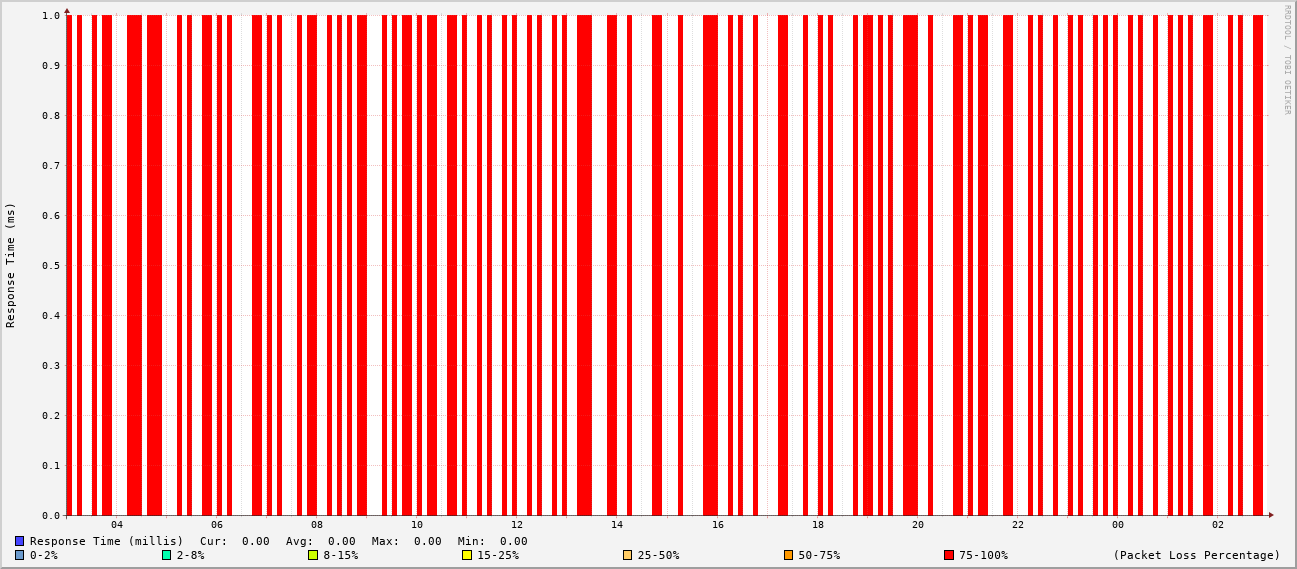 RRDTOOL / TOBI OETIKER
Response Time (ms)
1.0
0.9
0.8
0.7
0.6
0.5
0.4
0.3
0.2
0.1
0.0
04 06 08 10 12 14 16 18 20 22 00 02
Response Time (millis) Cur: 0.00 Avg: 0.00 Max: 0.00 Min: 0.00
0-2% 2-8% 8-15% 15-25% 25-50% 50-75% 75-100% (Packet Loss Percentage)